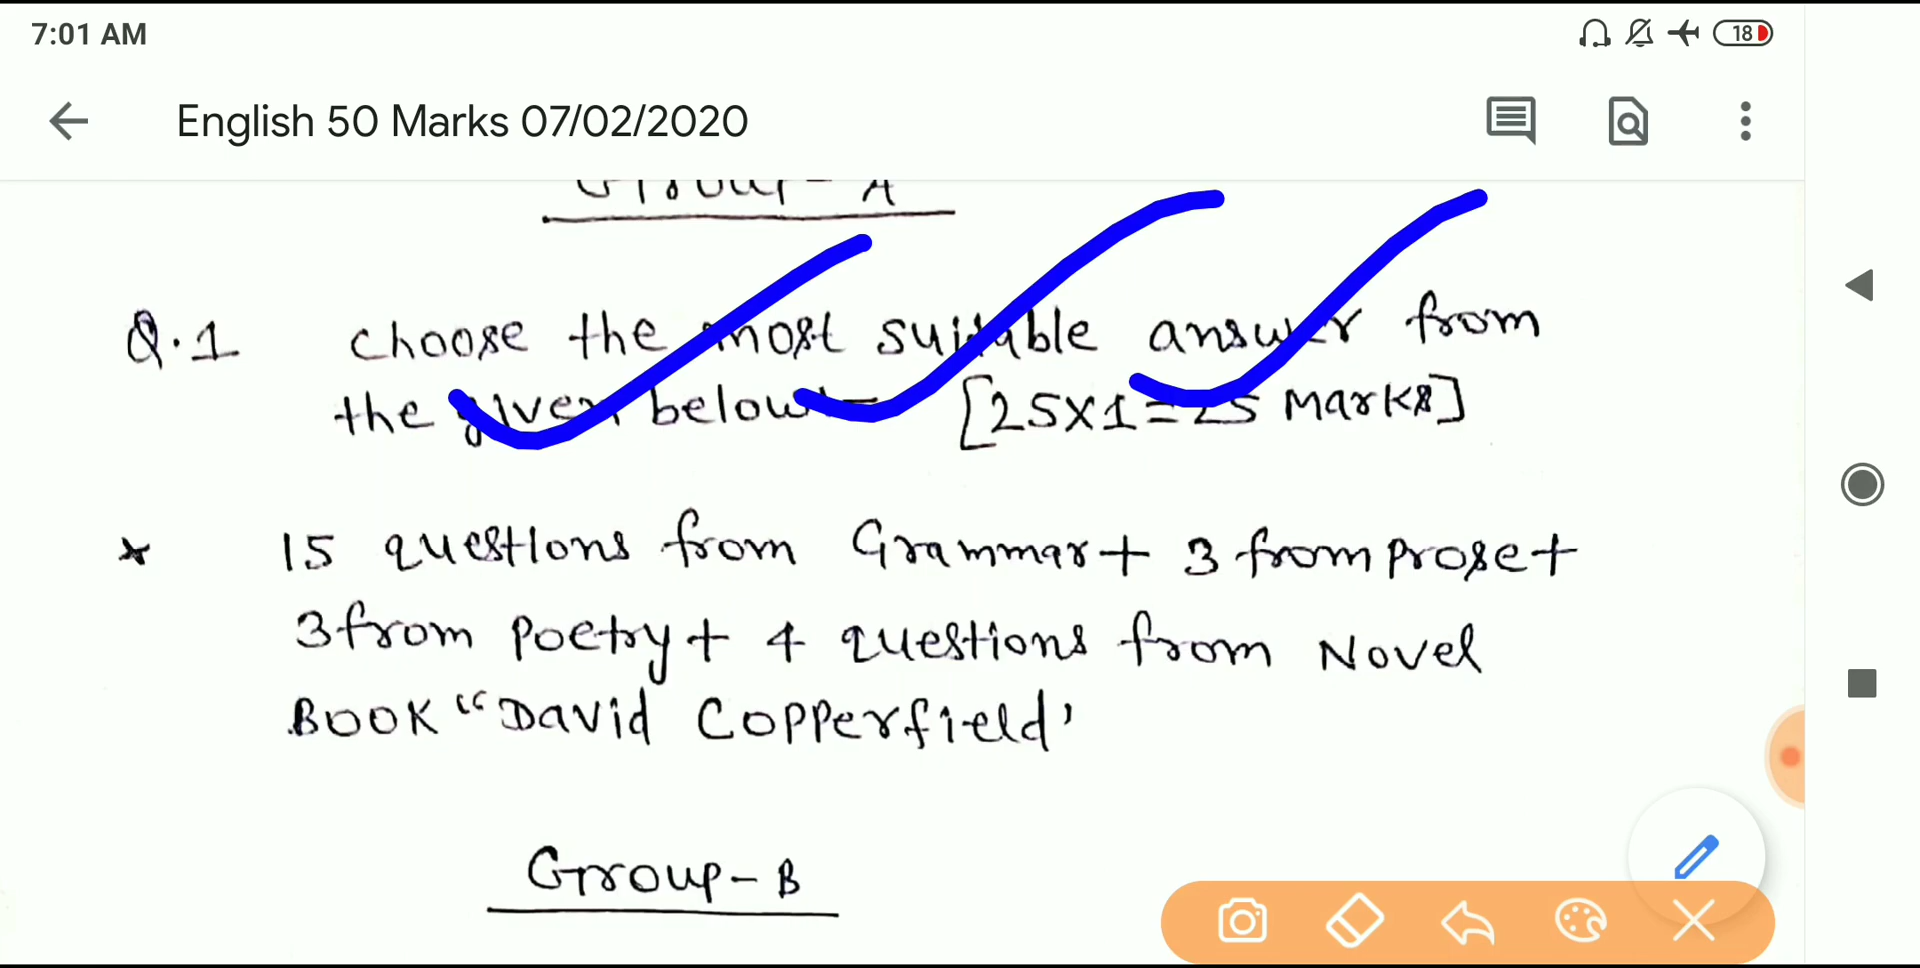 7:01 AM
18
English 50 Marks 07/02/2020
Group - A
Q.1 choose the most suitable answer from
the given below - [25X1=25 Marks]
* 15 questions from Grammar + 3 from prose +
3 from poetry + 4 questions from Novel
BOOK “David Copperfield’
Group - B